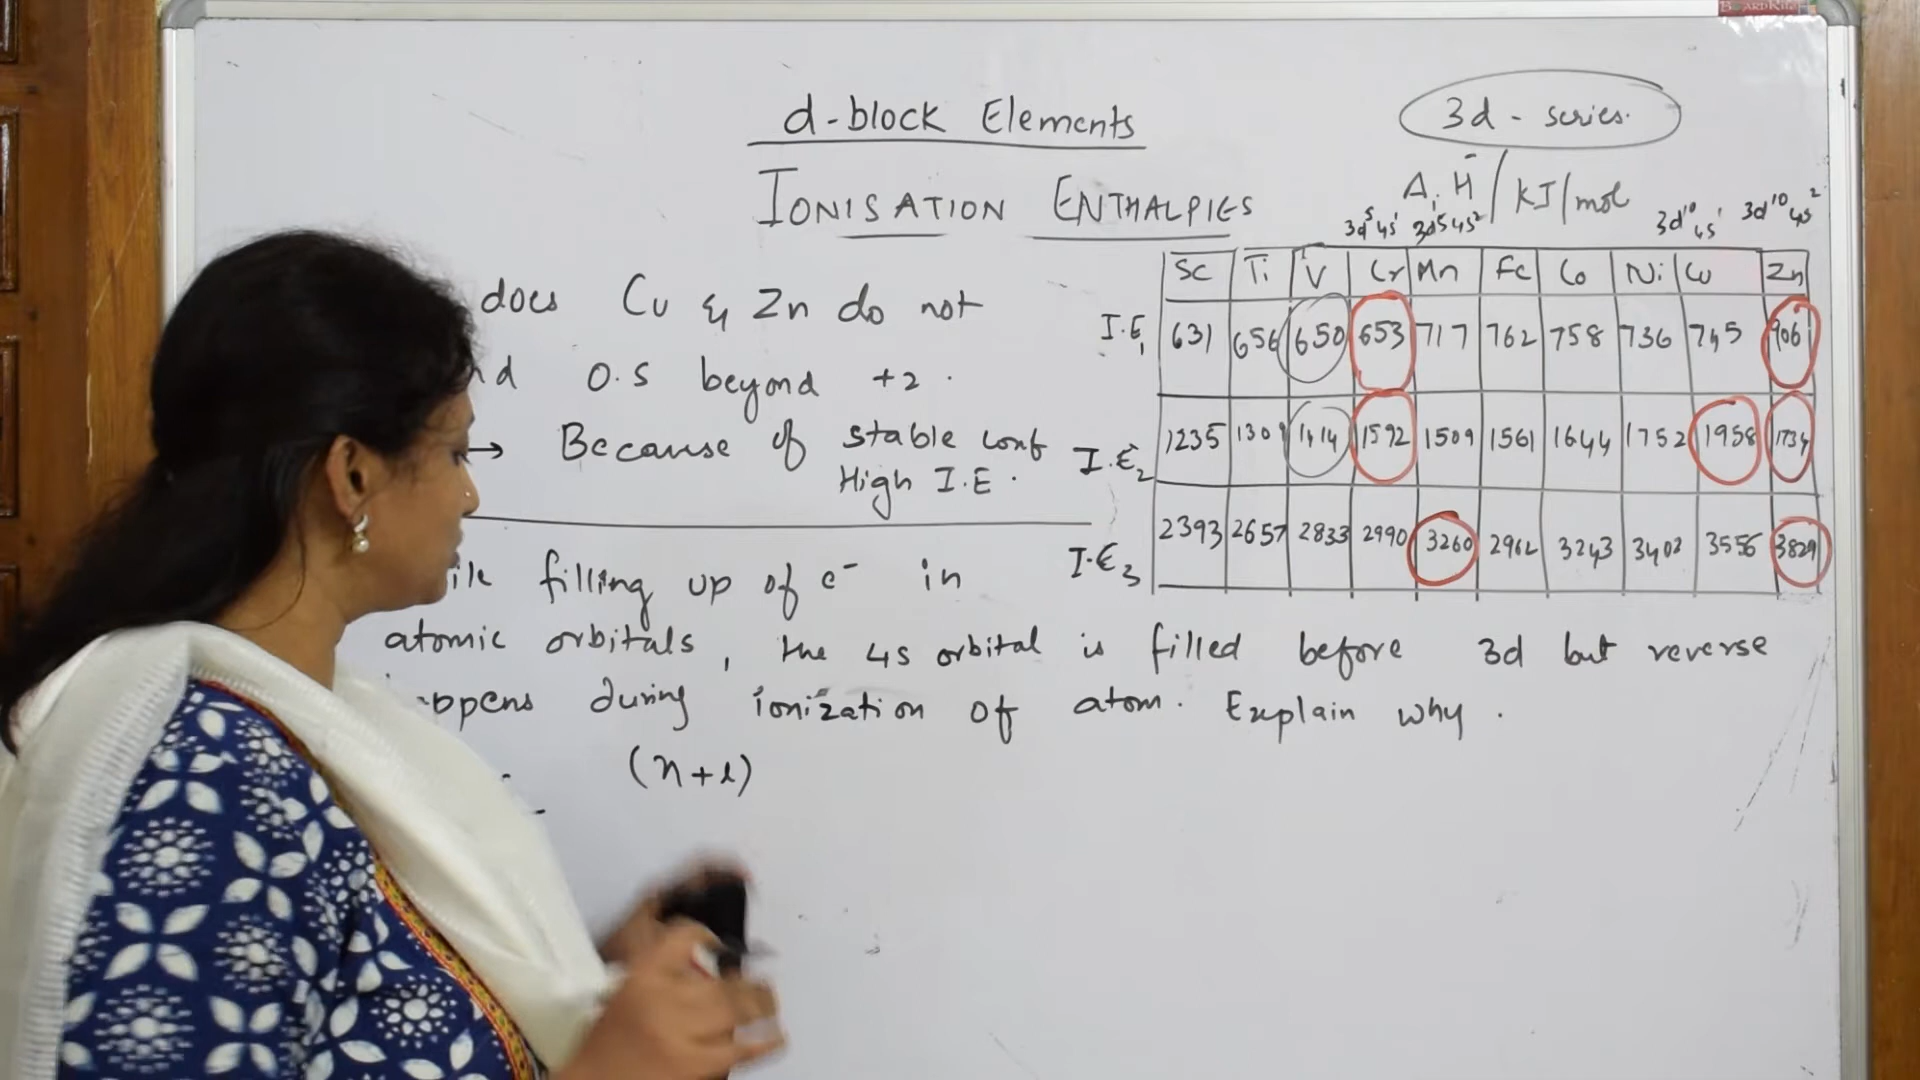 BOARDKING
d-block Elements
3d - series.
IONISATION ENTHALPIES
ΔiH / kJ/mol
3d⁵4s¹ 3d⁵4s² 3d¹⁰4s¹ 3d¹⁰4s²
Sc Ti V Cr Mn Fe Co Ni Cu Zn
I.E₁ 631 656 650 653 717 762 758 736 745 906
I.E₂ 1235 1309 1414 1592 1509 1561 1644 1752 1958 1734
I.E₃ 2393 2657 2833 2990 3260 2962 3243 3402 3556 3829
does Cu & Zn do not
O.S beyond +2 .
→ Because of stable conf
High I.E .
filling up of e⁻ in
atomic orbitals, the 4s orbital is filled before 3d but reverse
during ionization of atom. Explain why .
(n+l)